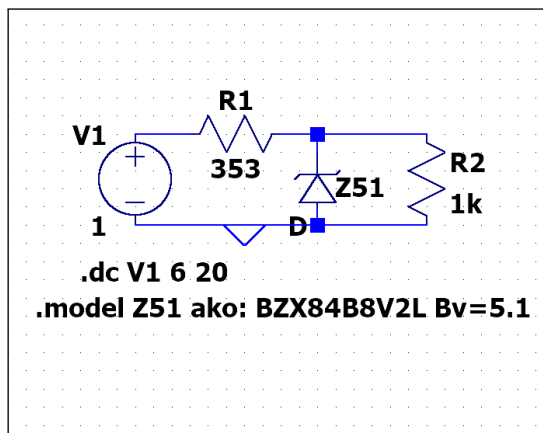 R1
V1
353
Z51
R2
1k
1
D
.dc V1 6 20
.model Z51 ako: BZX84B8V2L Bv=5.1